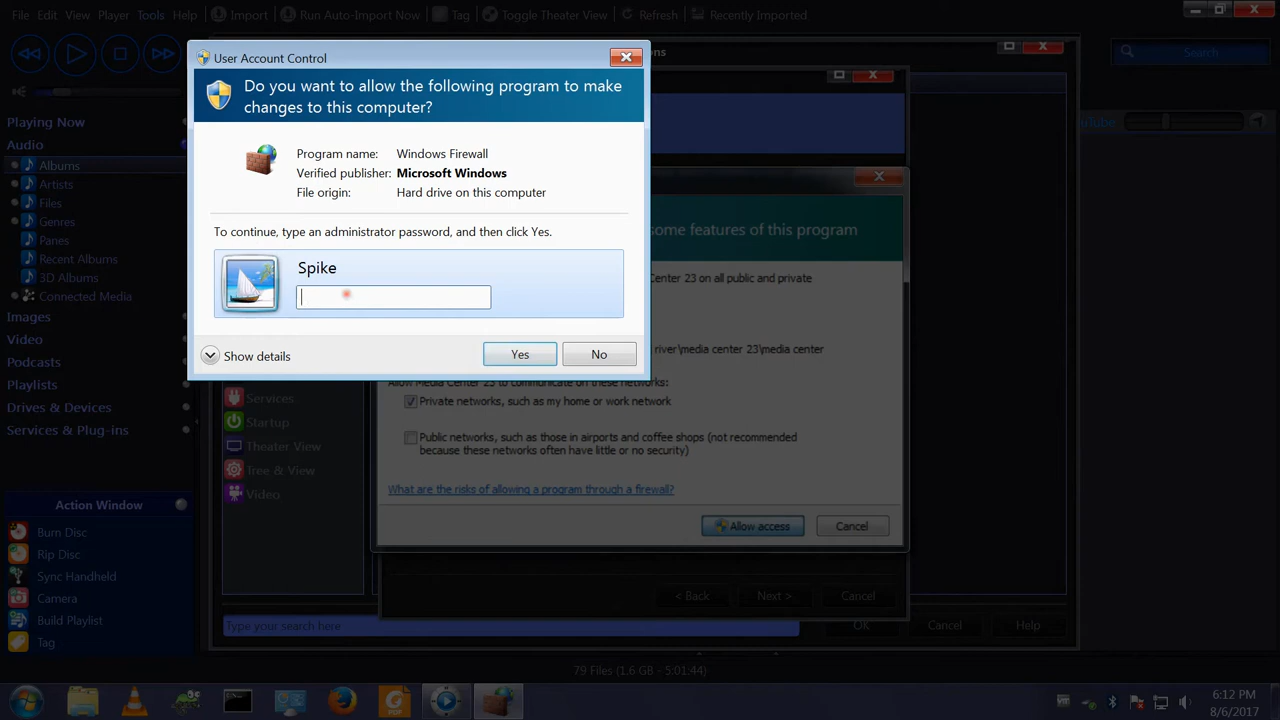 File Edit View Player Tools Help Import Run Auto-Import Now Tag Toggle Theater View Refresh Recently Imported
User Account Control
Do you want to allow the following program to make
changes to this computer?
Program name: Windows Firewall
Verified publisher: Microsoft Windows
File origin: Hard drive on this computer
To continue, type an administrator password, and then click Yes.
Spike
Show details
Yes
No
Search
Playing Now
Audio
Albums
Artists
Files
Genres
Panes
Recent Albums
3D Albums
Connected Media
Images
Video
Podcasts
Playlists
Drives & Devices
Services & Plug-ins
Action Window
Burn Disc
Rip Disc
Sync Handheld
Camera
Build Playlist
Tag
Services
Startup
Theater View
Tree & View
Video
Type your search here
some features of this program
Center 23 on all public and private
river\media center 23\media center
Allow Media Center 23 to communicate on these networks:
Private networks, such as my home or work network
Public networks, such as those in airports and coffee shops (not recommended
because these networks often have little or no security)
What are the risks of allowing a program through a firewall?
Allow access
Cancel
< Back
Next >
Cancel
OK
Cancel
Help
79 Files (1.6 GB - 5:01:44)
PDF
6:12 PM
8/6/2017